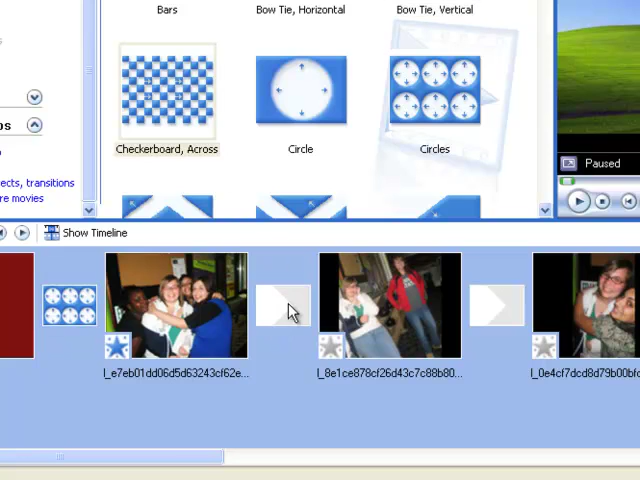 Bars
Bow Tie, Horizontal
Bow Tie, Vertical
Checkerboard, Across
Circle
Circles
ects, transitions
re movies
Paused
Show Timeline
l_e7eb01dd06d5d63243cf62e...
l_8e1ce878cf26d43c7c88b80...
l_0e4cf7dcd8d79b00bfc